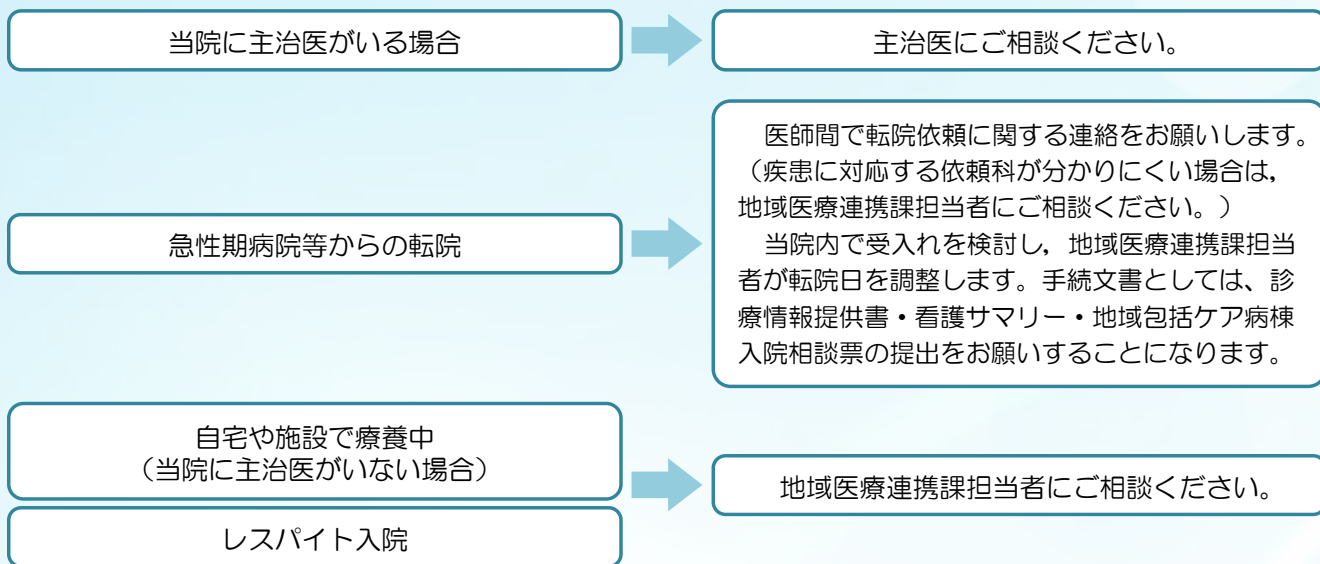 当院に主治医がいる場合
主治医にご相談ください。
急性期病院等からの転院
　医師間で転院依頼に関する連絡をお願いします。
（疾患に対応する依頼科が分かりにくい場合は，
地域医療連携課担当者にご相談ください。）
　当院内で受入れを検討し，地域医療連携課担当
者が転院日を調整します。手続文書としては、診
療情報提供書・看護サマリー・地域包括ケア病棟
入院相談票の提出をお願いすることになります。
自宅や施設で療養中
（当院に主治医がいない場合）
レスパイト入院
地域医療連携課担当者にご相談ください。